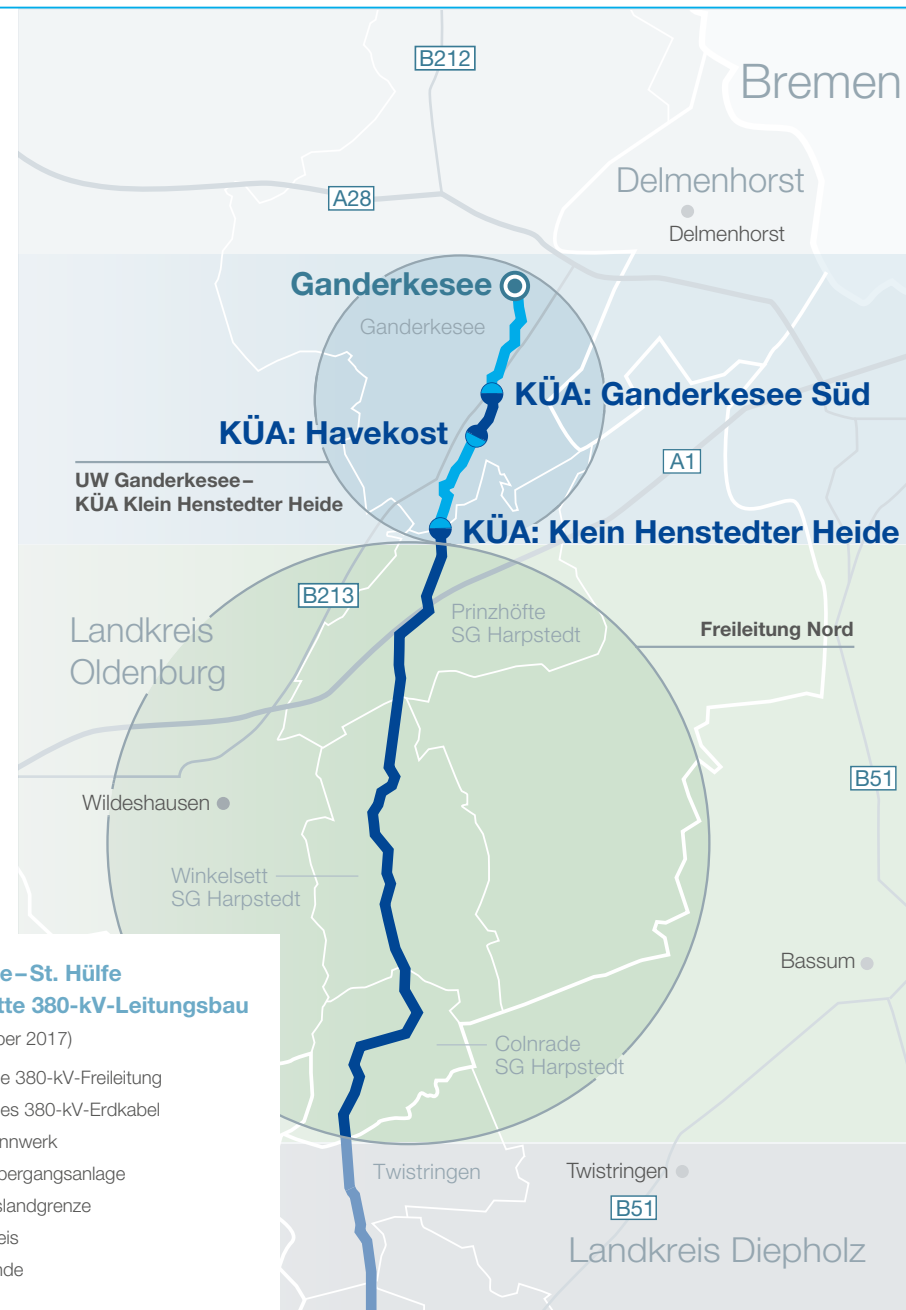 B212
Bremen
Delmenhorst
A28
Delmenhorst
Ganderkesee
Ganderkesee
KÜA: Ganderkesee Süd
KÜA: Havekost
A1
UW Ganderkesee–
KÜA Klein Henstedter Heide
KÜA: Klein Henstedter Heide
B213
Prinzhöfte
SG Harpstedt
Landkreis
Oldenburg
Freileitung Nord
B51
Wildeshausen
Winkelsett
SG Harpstedt
Bassum
Colnrade
SG Harpstedt
e–St. Hülfe
tte 380-kV-Leitungsbau
ber 2017)
e 380-kV-Freileitung
es 380-kV-Erdkabel
nnwerk
bergangsanlage
slandgrenze
eis
nde
Twistringen
Twistringen
B51
Landkreis Diepholz